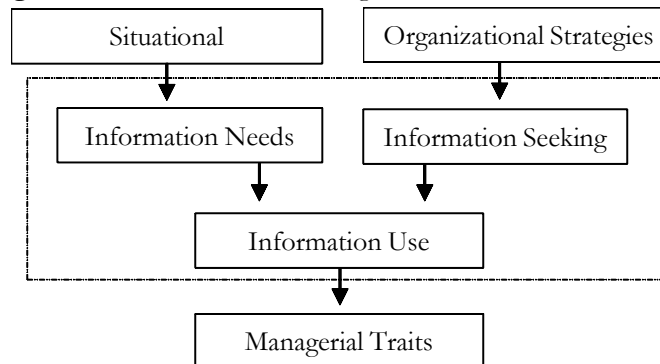 Situational
Organizational Strategies
Information Needs
Information Seeking
Information Use
Managerial Traits